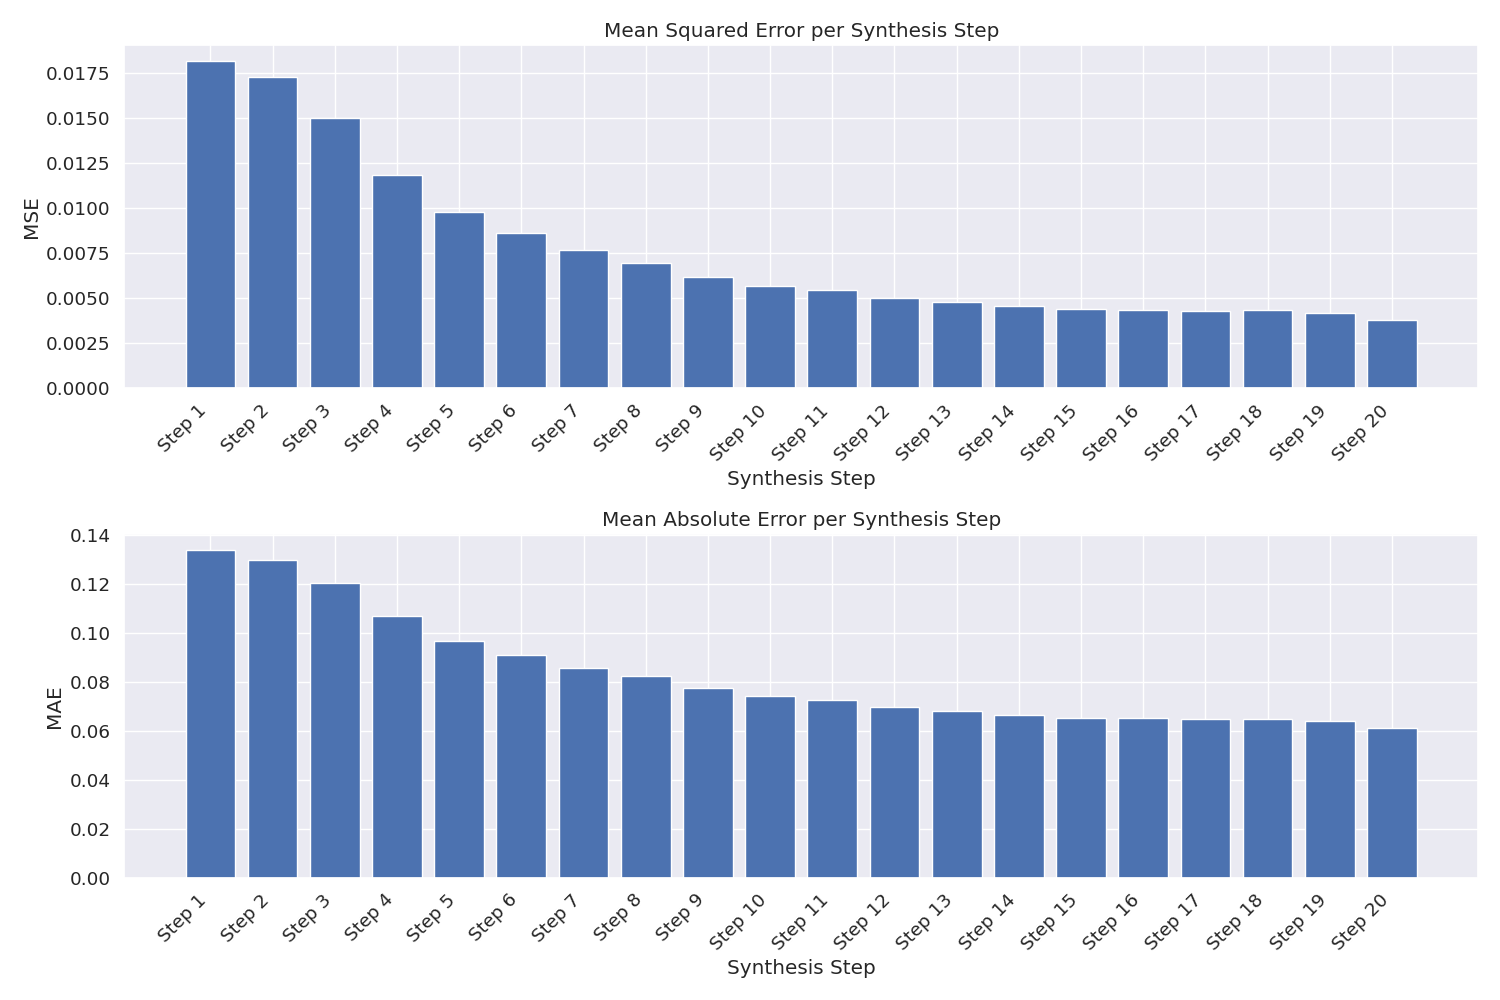 Mean Squared Error per Synthesis Step
0.0175
0.0150
0.0125
0.0100
0.0075
0.0050
0.0025
0.0000
MSE
Step 1 Step 2 Step 3 Step 4 Step 5 Step 6 Step 7 Step 8 Step 9 Step 10 Step 11 Step 12 Step 13 Step 14 Step 15 Step 16 Step 17 Step 18 Step 19 Step 20
Synthesis Step
Mean Absolute Error per Synthesis Step
0.14
0.12
0.10
0.08
0.06
0.04
0.02
0.00
MAE
Step 1 Step 2 Step 3 Step 4 Step 5 Step 6 Step 7 Step 8 Step 9 Step 10 Step 11 Step 12 Step 13 Step 14 Step 15 Step 16 Step 17 Step 18 Step 19 Step 20
Synthesis Step